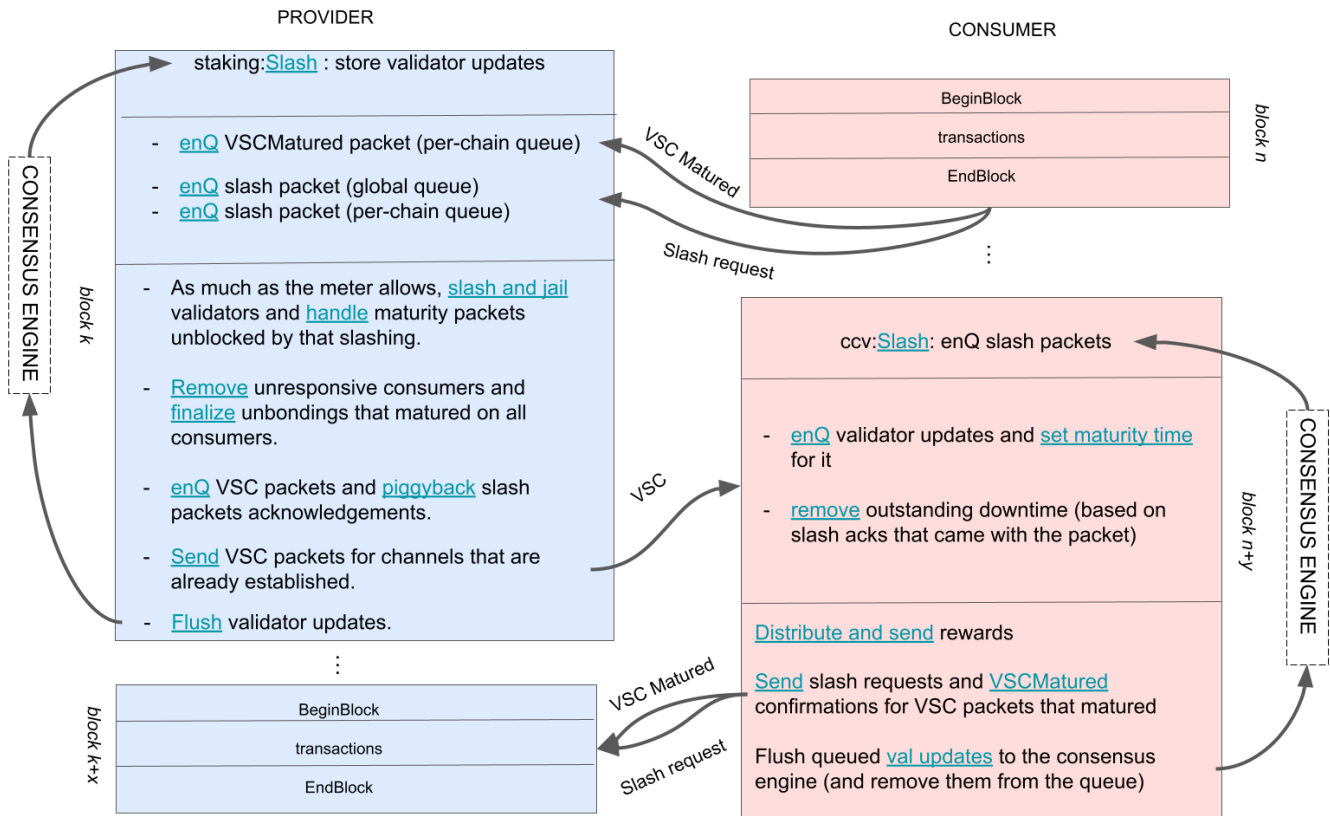 PROVIDER
staking:Slash : store validator updates
- enQ VSCMatured packet (per-chain queue)
- enQ slash packet (global queue)
- enQ slash packet (per-chain queue)
- As much as the meter allows, slash and jail
validators and handle maturity packets
unblocked by that slashing.
- Remove unresponsive consumers and
finalize unbondings that matured on all
consumers.
- enQ VSC packets and piggyback slash
packets acknowledgements.
- Send VSC packets for channels that are
already established.
- Flush validator updates.
CONSENSUS ENGINE
block k
⋮
BeginBlock
transactions
EndBlock
block k+x
VSC Matured
Slash request
VSC
VSC Matured
Slash request
CONSUMER
BeginBlock
transactions
EndBlock
block n
⋮
ccv:Slash: enQ slash packets
- enQ validator updates and set maturity time
for it
- remove outstanding downtime (based on
slash acks that came with the packet)
Distribute and send rewards
Send slash requests and VSCMatured
confirmations for VSC packets that matured
Flush queued val updates to the consensus
engine (and remove them from the queue)
block n+y
CONSENSUS ENGINE